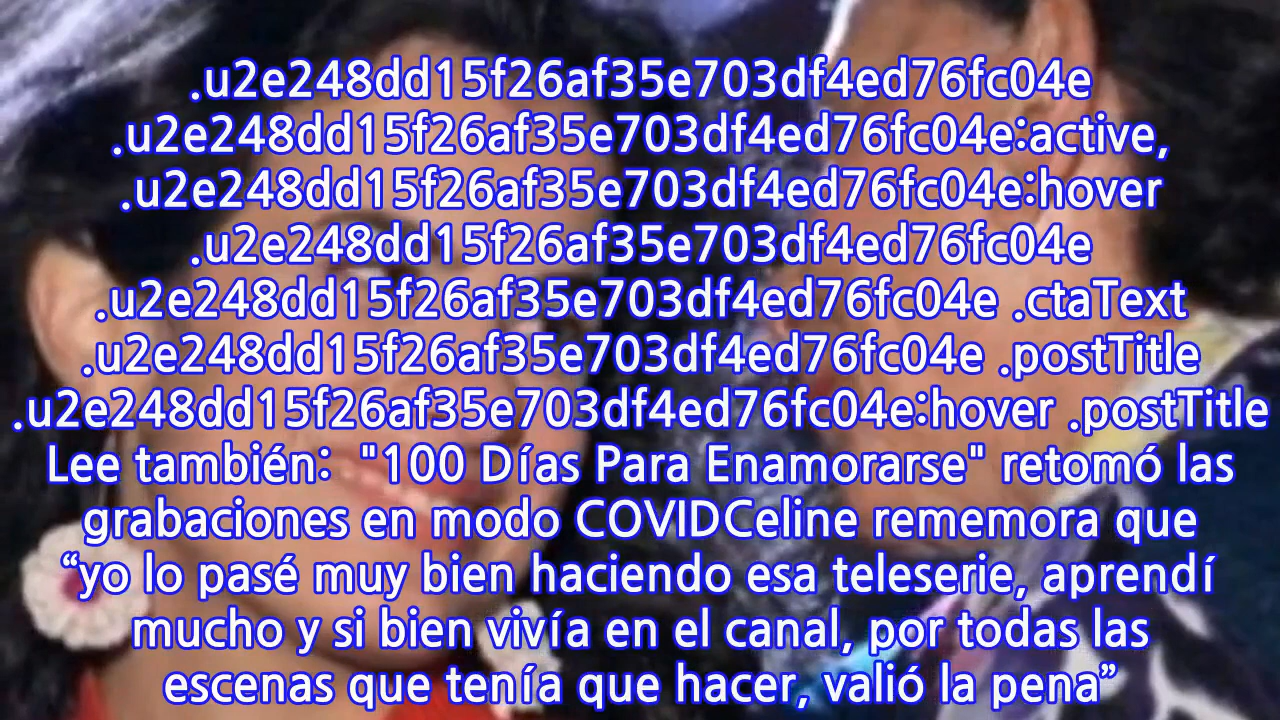 .u2e248dd15f26af35e703df4ed76fc04e
.u2e248dd15f26af35e703df4ed76fc04e:active,
.u2e248dd15f26af35e703df4ed76fc04e:hover
.u2e248dd15f26af35e703df4ed76fc04e
.u2e248dd15f26af35e703df4ed76fc04e .ctaText
.u2e248dd15f26af35e703df4ed76fc04e .postTitle
.u2e248dd15f26af35e703df4ed76fc04e:hover .postTitle
Lee también:  "100 Días Para Enamorarse" retomó las
grabaciones en modo COVIDCeline rememora que
“yo lo pasé muy bien haciendo esa teleserie, aprendí
mucho y si bien vivía en el canal, por todas las
escenas que tenía que hacer, valió la pena”